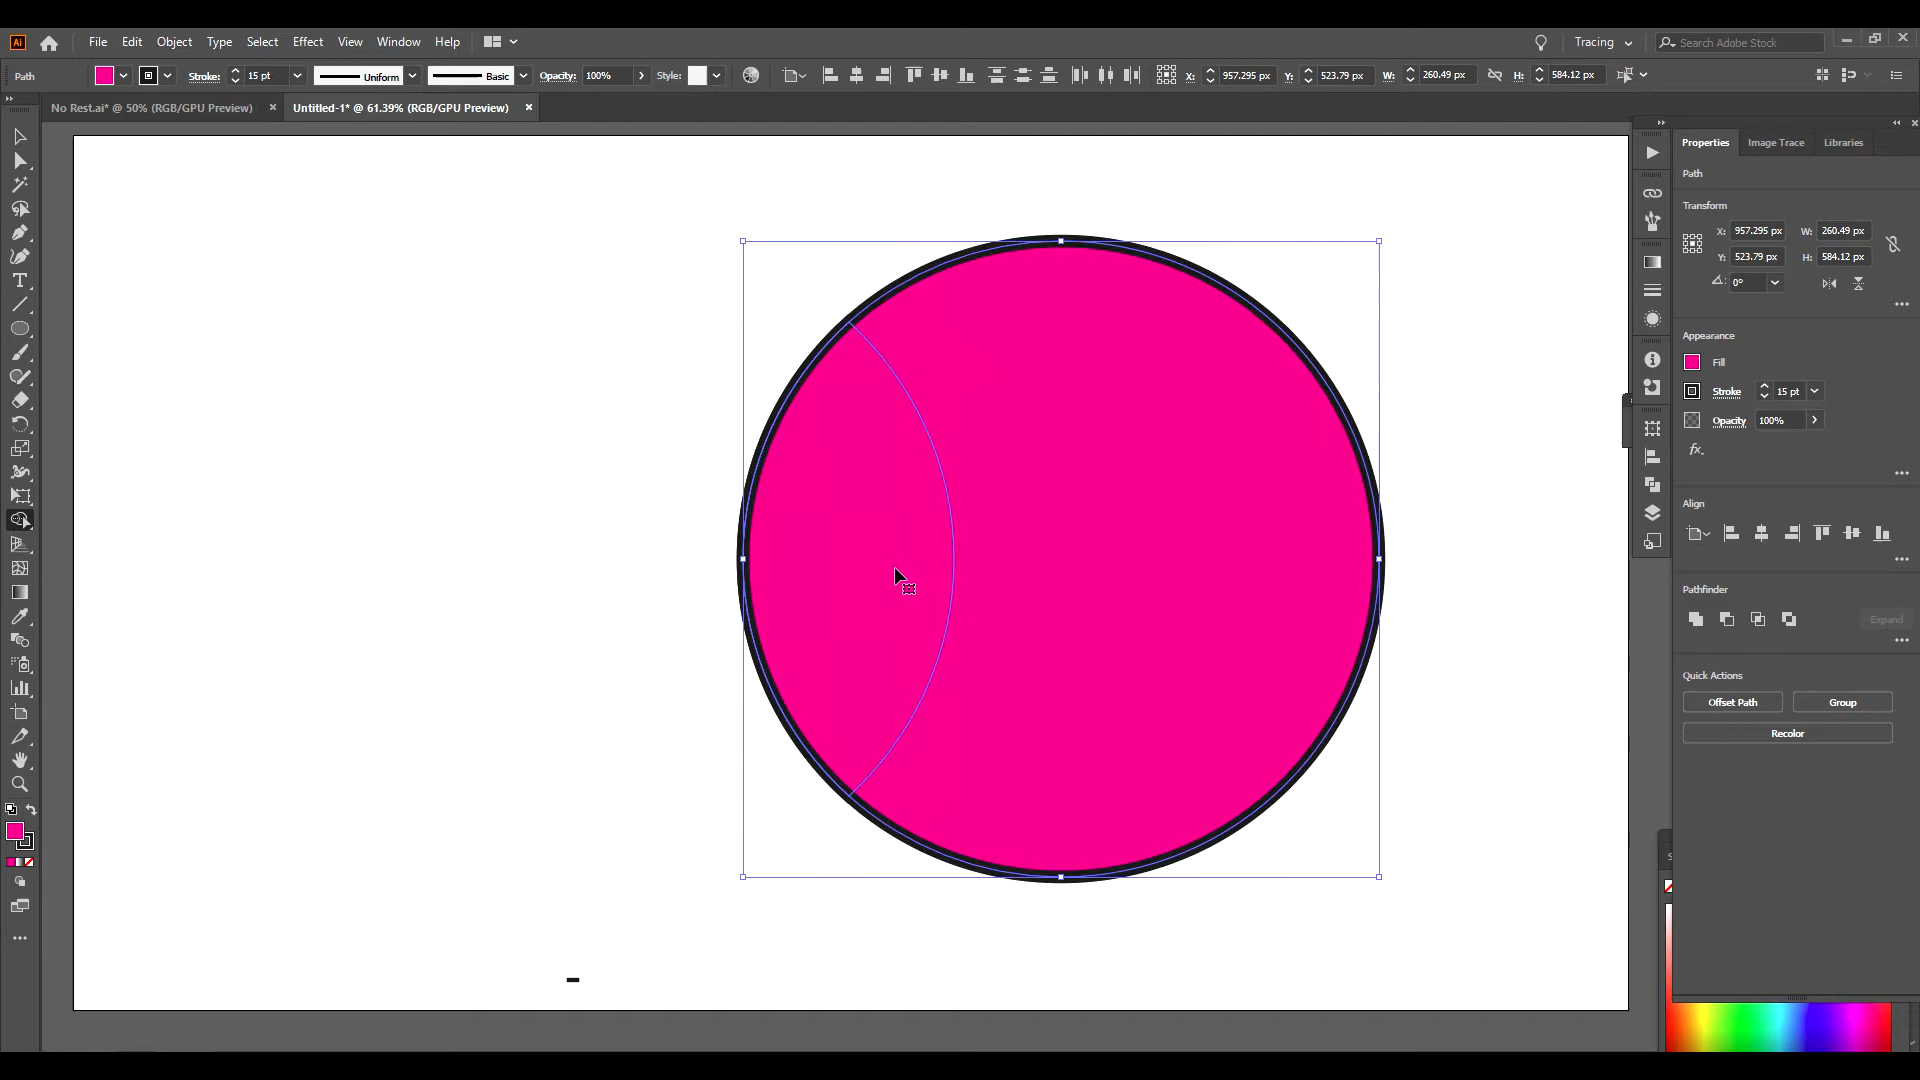 Ai File Edit Object Type Select Effect View Window Help Tracing Search Adobe Stock
Path Stroke: 15 pt Uniform Basic Opacity: 100% Style: X: 957.295 px Y: 523.79 px W: 260.49 px H: 584.12 px
No Rest.ai* @ 50% (RGB/GPU Preview) × Untitled-1* @ 61.39% (RGB/GPU Preview) ×
Properties Image Trace Libraries
Path
Transform
X: 957.295 px W: 260.49 px
Y: 523.79 px H: 584.12 px
0°
Appearance
Fill
Stroke 15 pt
Opacity 100%
fx.
Align
Pathfinder
Expand
Quick Actions
Offset Path Group
Recolor